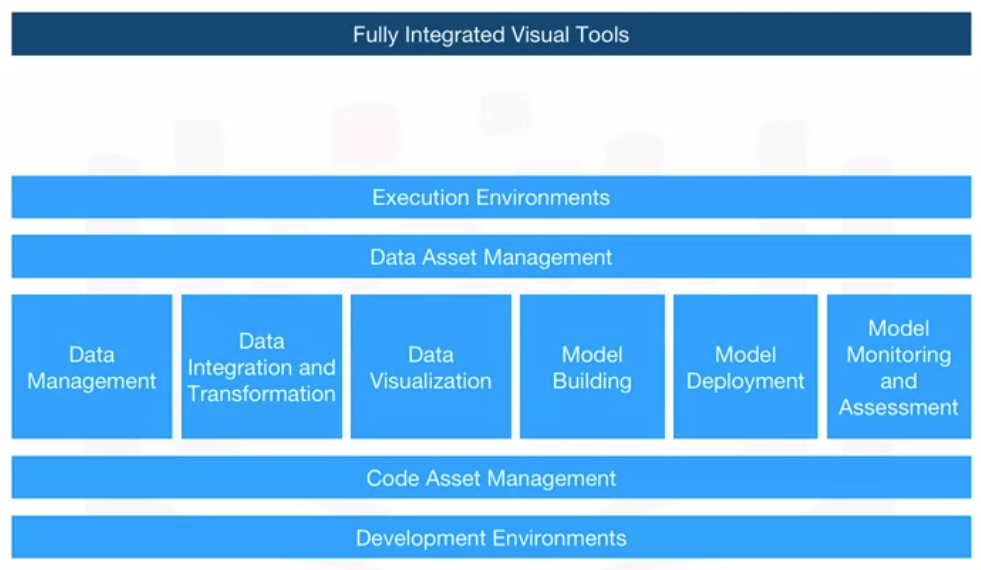 Fully Integrated Visual Tools
Execution Environments
Data Asset Management
Data
Management
Data
Integration and
Transformation
Data
Visualization
Model
Building
Model
Deployment
Model
Monitoring
and
Assessment
Code Asset Management
Development Environments